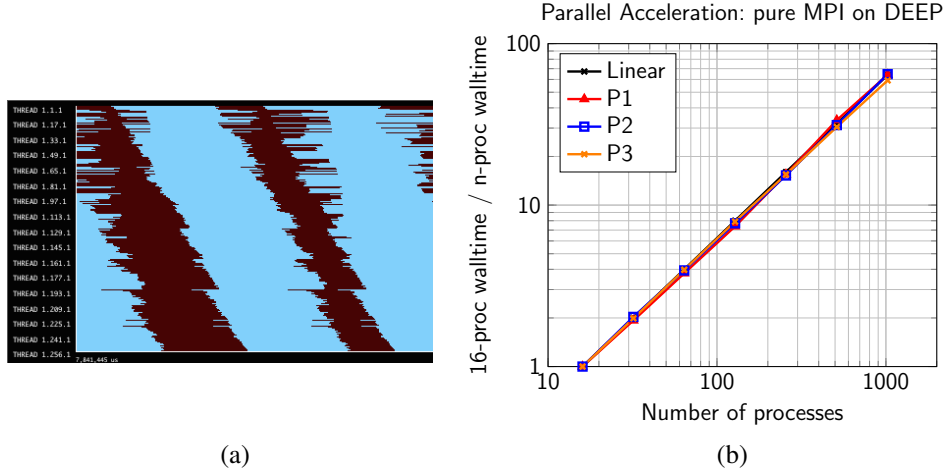 THREAD 1.1.1
THREAD 1.17.1
THREAD 1.33.1
THREAD 1.49.1
THREAD 1.65.1
THREAD 1.81.1
THREAD 1.97.1
THREAD 1.113.1
THREAD 1.129.1
THREAD 1.145.1
THREAD 1.161.1
THREAD 1.177.1
THREAD 1.193.1
THREAD 1.209.1
THREAD 1.225.1
THREAD 1.241.1
THREAD 1.256.1
7,841,445 us
(a)
Parallel Acceleration: pure MPI on DEEP
16-proc walltime / n-proc walltime
100
10
1
Linear
P1
P2
P3
10
100
1000
Number of processes
(b)